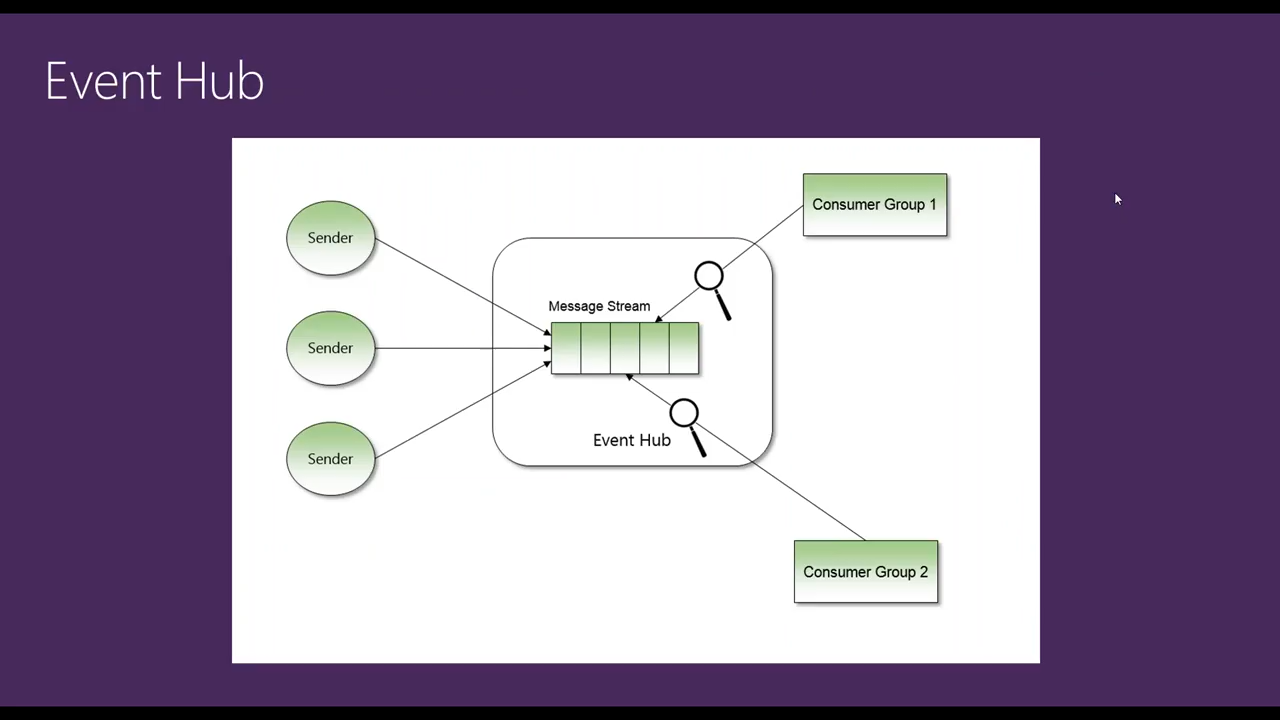 Event Hub
Sender
Sender
Sender
Message Stream
Event Hub
Consumer Group 1
Consumer Group 2